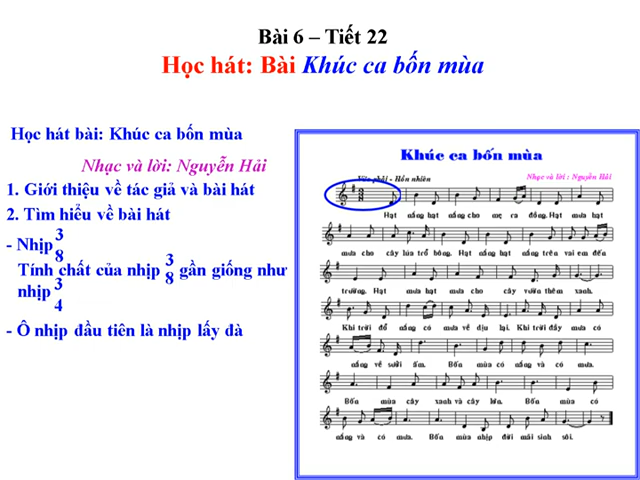 Bài 6 – Tiết 22
Học hát: Bài Khúc ca bốn mùa
Học hát bài: Khúc ca bốn mùa
Nhạc và lời: Nguyễn Hải
1. Giới thiệu về tác giả và bài hát
2. Tìm hiểu về bài hát
- Nhịp 3/8
Tính chất của nhịp 3/8 gần giống như
nhịp 3/4
- Ô nhịp đầu tiên là nhịp lấy đà
Khúc ca bốn mùa
Vừa phải - Hồn nhiên
Nhạc và lời : Nguyễn Hải
Hạt nắng hạt nắng cho mẹ ca đồng. Hạt mưa hạt
mưa cho cây lúa trổ bông. Hạt nắng hạt nắng trên vai em đến
trường. Hạt mưa hạt mưa cho cây vườn thêm xanh.
Khi trời đổ nắng có mưa về dịu lại. Khi trời đầy mưa có
nắng về sưởi ấm. Bốn mùa có nắng và có mưa.
Bốn mùa cây xanh và cây lúa. Bốn mùa có
nắng và có mưa. Bốn mùa nhịp đời mãi sinh sôi.